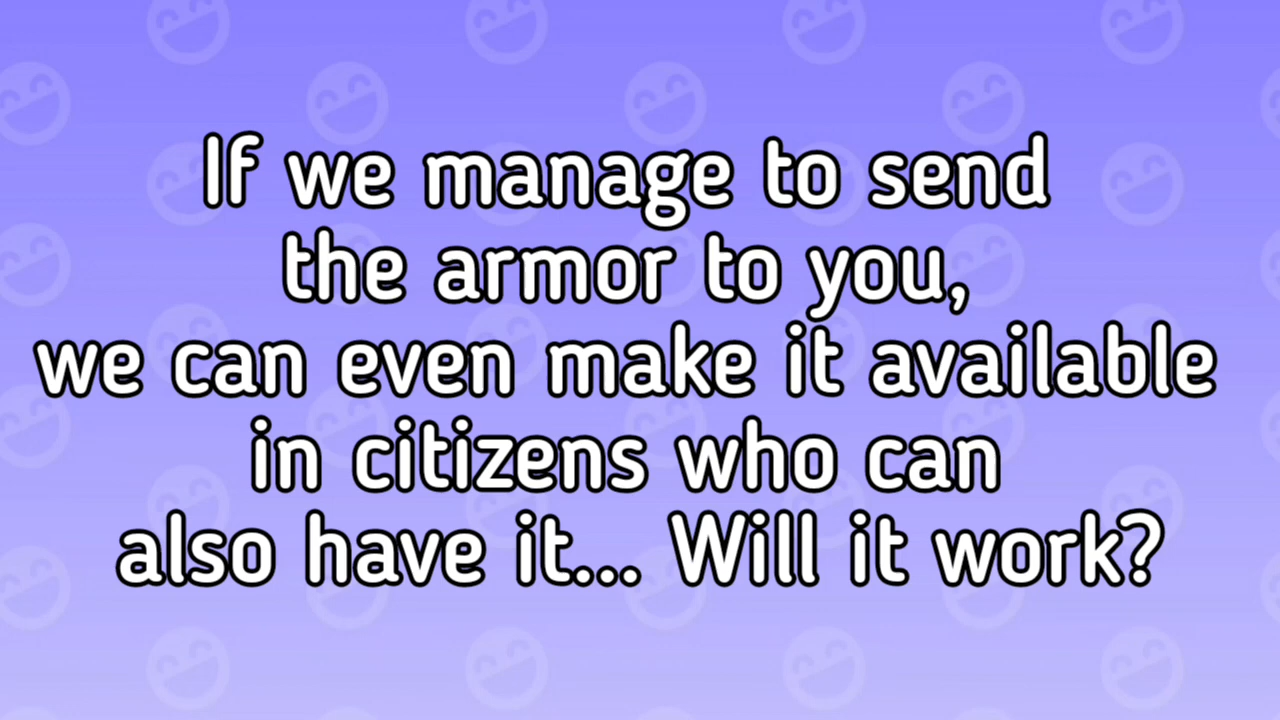 If we manage to send
the armor to you,
we can even make it available
in citizens who can
also have it... Will it work?